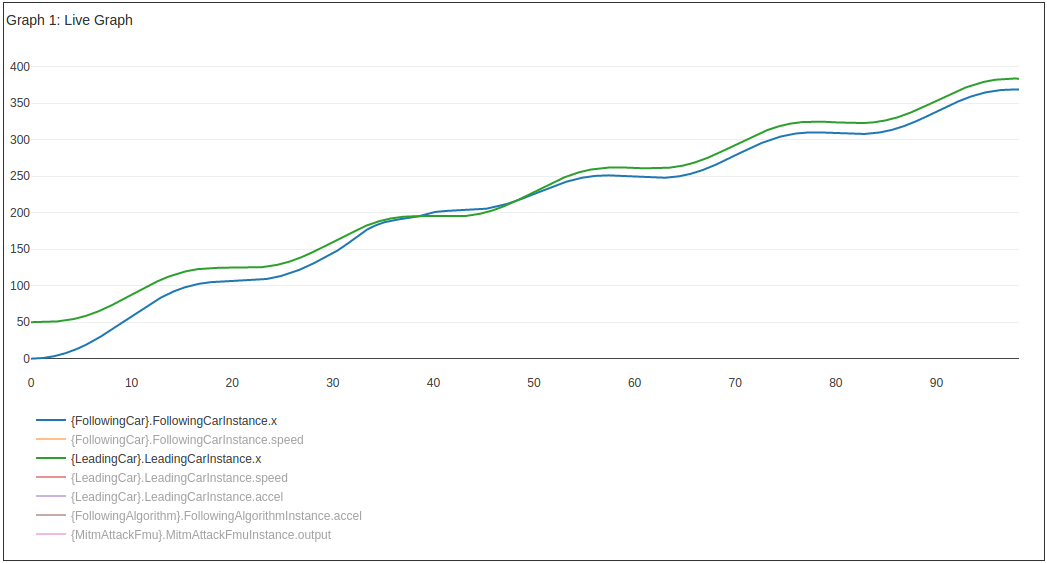 Graph 1: Live Graph
400
350
300
250
200
150
100
50
0
0 10 20 30 40 50 60 70 80 90
{FollowingCar}.FollowingCarInstance.x
{FollowingCar}.FollowingCarInstance.speed
{LeadingCar}.LeadingCarInstance.x
{LeadingCar}.LeadingCarInstance.speed
{LeadingCar}.LeadingCarInstance.accel
{FollowingAlgorithm}.FollowingAlgorithmInstance.accel
{MitmAttackFmu}.MitmAttackFmuInstance.output